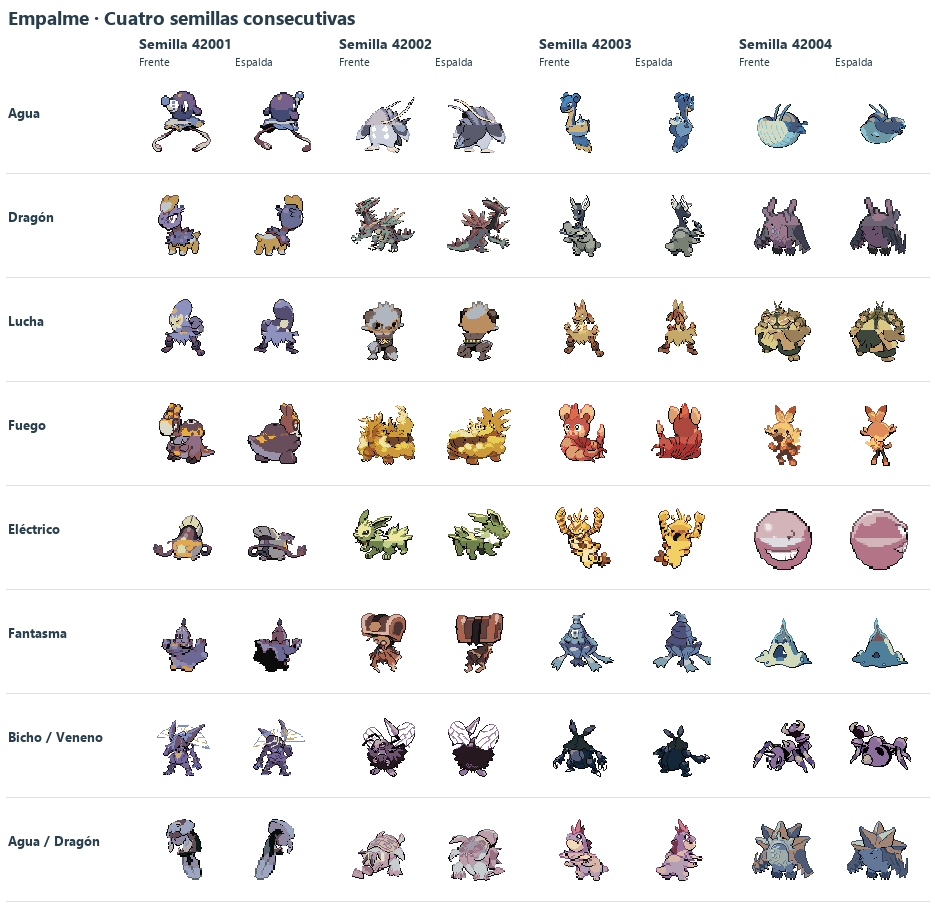 Empalme · Cuatro semillas consecutivas
Semilla 42001 Semilla 42002 Semilla 42003 Semilla 42004
Frente Espalda Frente Espalda Frente Espalda Frente Espalda
Agua
Dragón
Lucha
Fuego
Eléctrico
Fantasma
Bicho / Veneno
Agua / Dragón